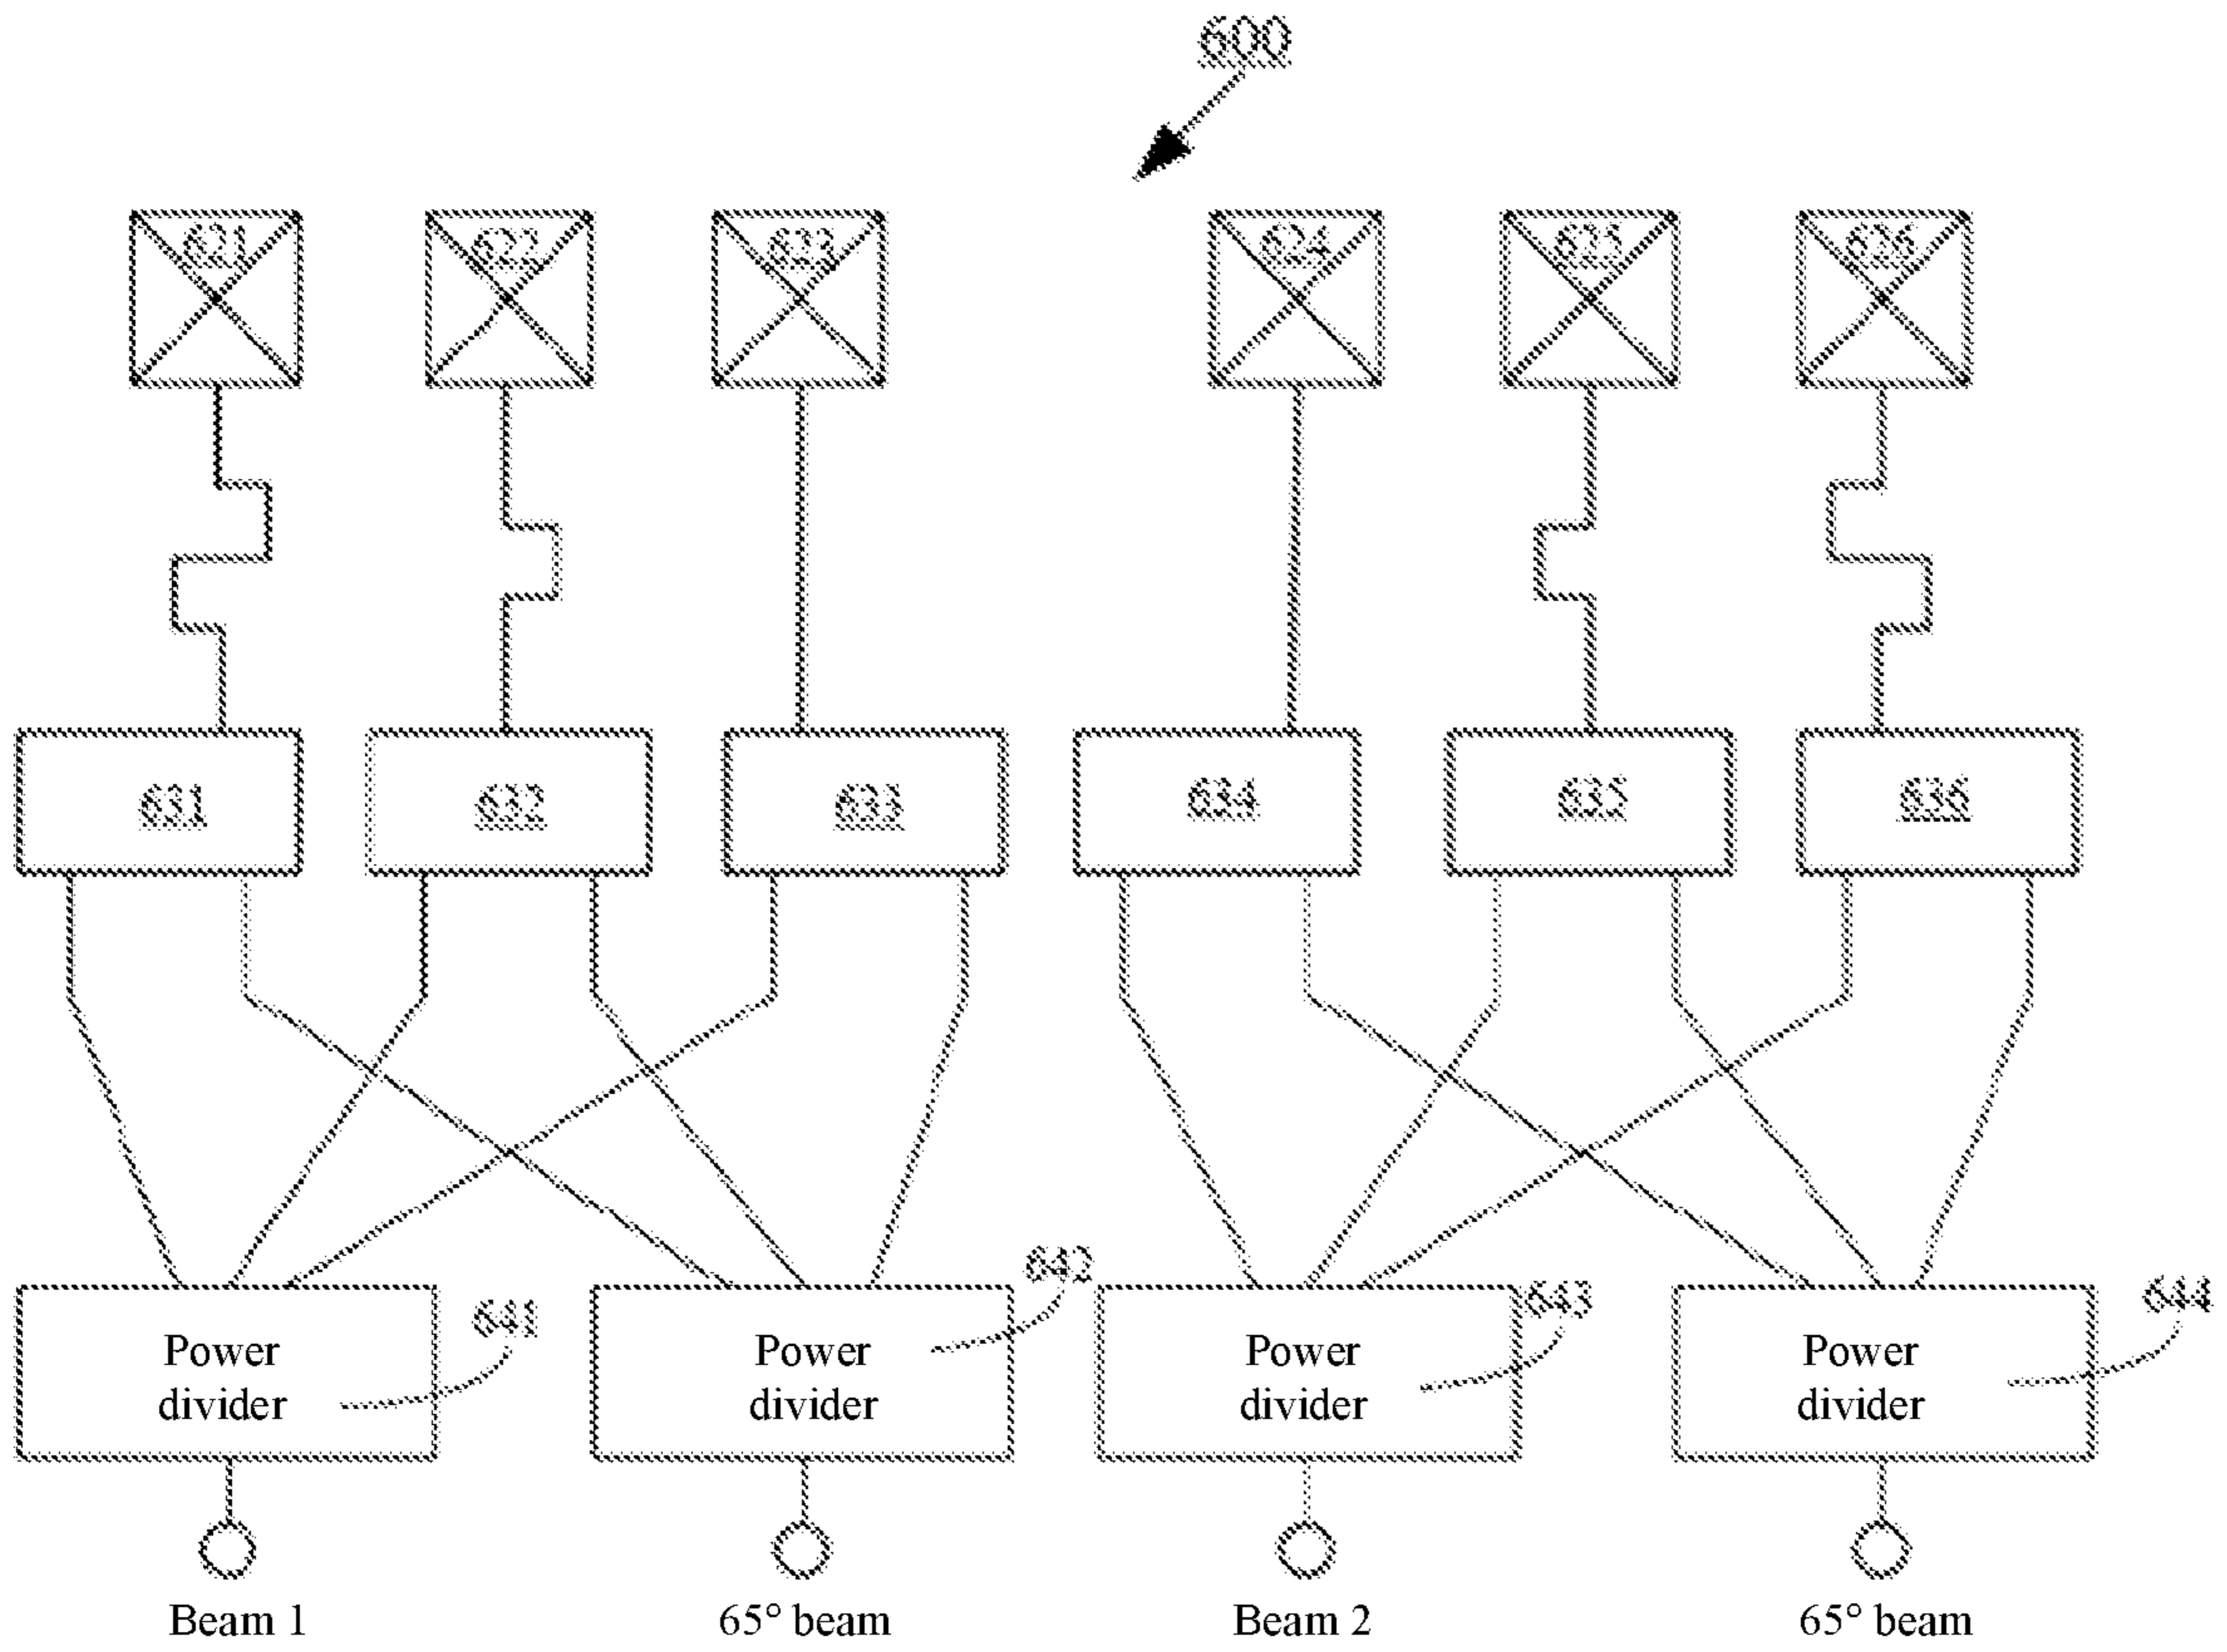 600
621 622 623 624 625 626
631 632 633 634 635 636
642
643
644
641
Power divider
Power divider
Power divider
Power divider
Beam 1
65° beam
Beam 2
65° beam